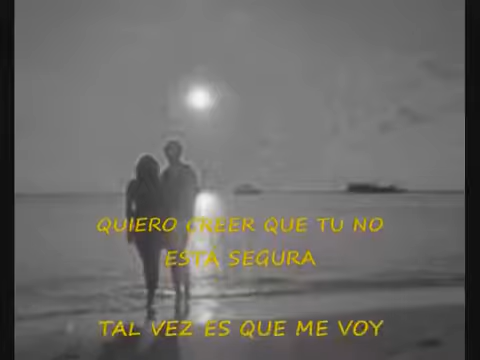 QUIERO CREER QUE TU NO
ESTÁ SEGURA
TAL VEZ ES QUE ME VOY